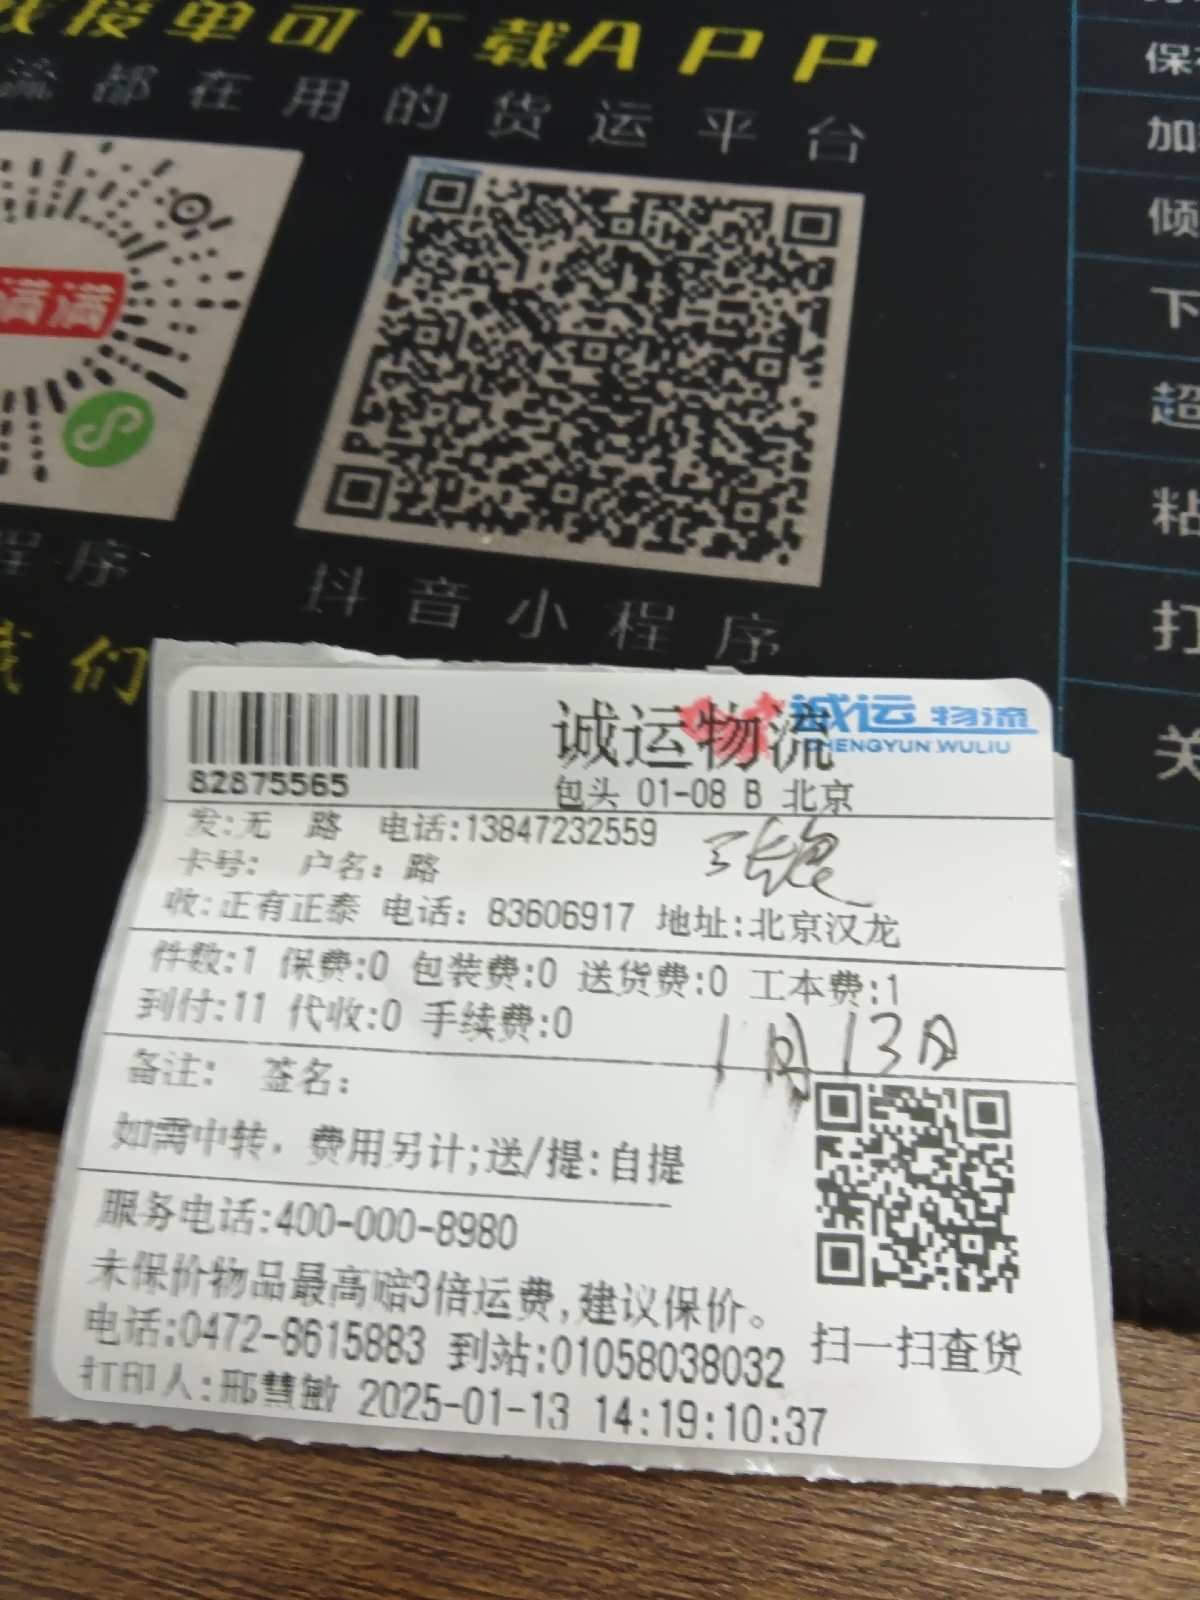 接单可下载APP
流都在用的货运平台
满满
程序
抖音小程序
我们
保
加
倾
下
超
粘
打
关
82875565
诚运物流
诚运物流
CHENGYUN WULIU
包头 01-08 B 北京
发:无 路 电话:13847232559
卡号: 户名: 路
收:正有正泰 电话: 83606917 地址:北京汉龙
件数:1 保费:0 包装费:0 送货费:0 工本费:1
到付:11 代收:0 手续费:0
1月13日
备注: 签名:
如需中转, 费用另计;送/提:自提
服务电话:400-000-8980
未保价物品最高赔3倍运费,建议保价。
电话:0472-8615883 到站:01058038032
扫一扫查货
打印人:邢慧敏 2025-01-13 14:19:10:37